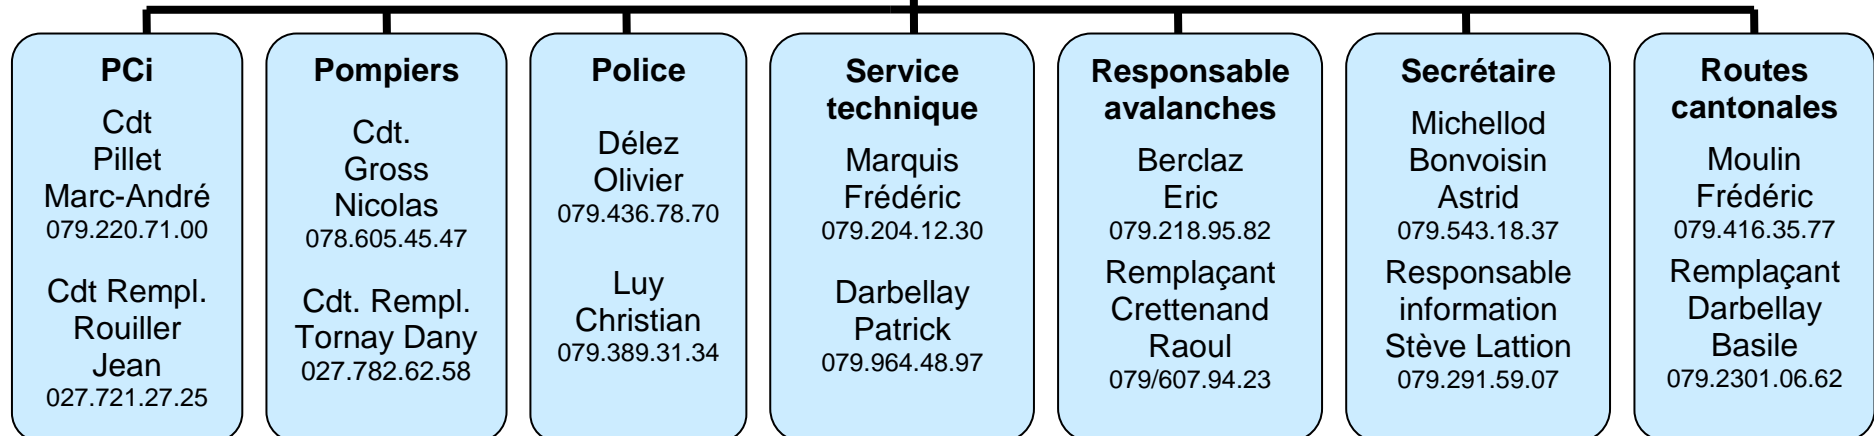 PCi
Cdt
Pillet
Marc-André
079.220.71.00
Cdt Rempl.
Rouiller
Jean
027.721.27.25
Pompiers
Cdt.
Gross
Nicolas
078.605.45.47
Cdt. Rempl.
Tornay Dany
027.782.62.58
Police
Délez
Olivier
079.436.78.70
Luy
Christian
079.389.31.34
Service
technique
Marquis
Frédéric
079.204.12.30
Darbellay
Patrick
079.964.48.97
Responsable
avalanches
Berclaz
Eric
079.218.95.82
Remplaçant
Crettenand
Raoul
079/607.94.23
Secrétaire
Michellod
Bonvoisin
Astrid
079.543.18.37
Responsable
information
Stève Lattion
079.291.59.07
Routes
cantonales
Moulin
Frédéric
079.416.35.77
Remplaçant
Darbellay
Basile
079.2301.06.62